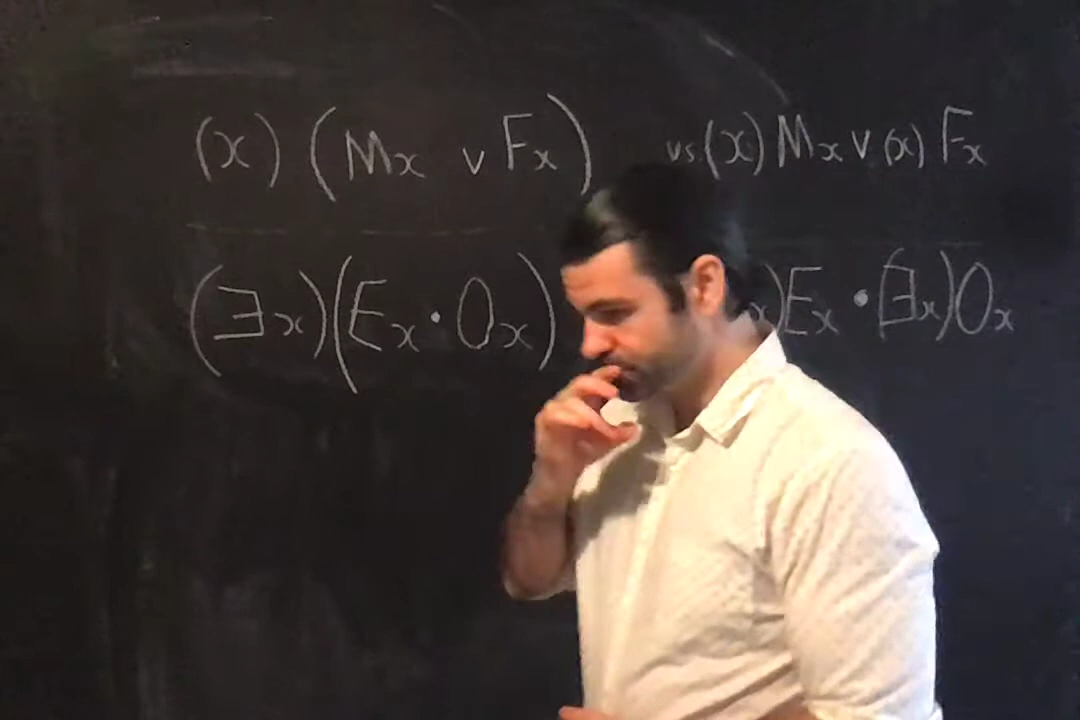 (x) (Mx v Fx) vs. (x) Mx v (x) Fx
(∃x)(Ex · Ox) x)Ex · (∃x)Ox